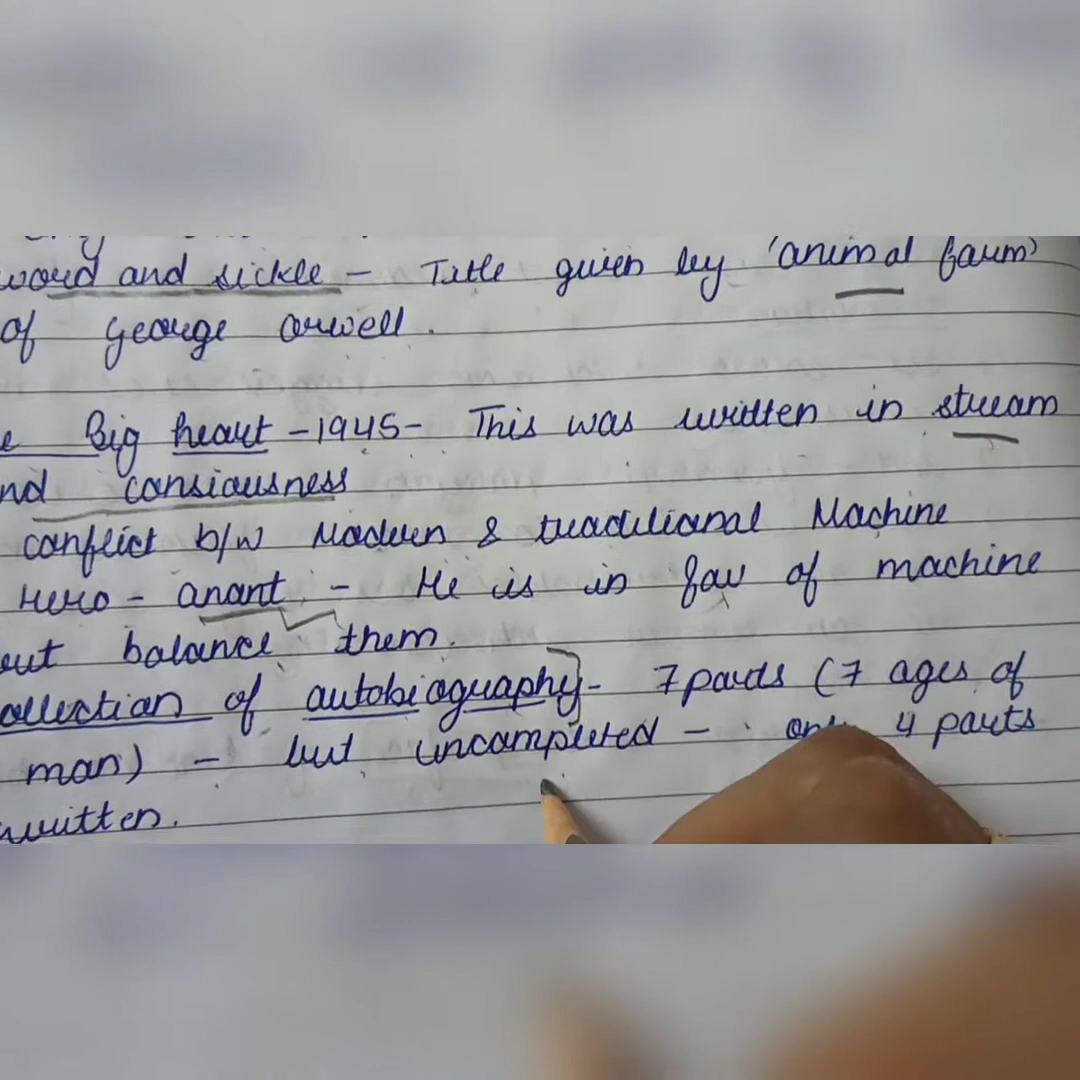 word and sickle - Title given by 'animal farm'
of george orwell.
e Big heart - 1945 - This was written in stream
nd consiousness
conflict b/w Modern & traditional Machine
Hero - anant - He is in fav of machine
but balance them.
ollection of autobiography - 7 parts (7 ages of
man) - but uncompleted - only 4 parts
written.